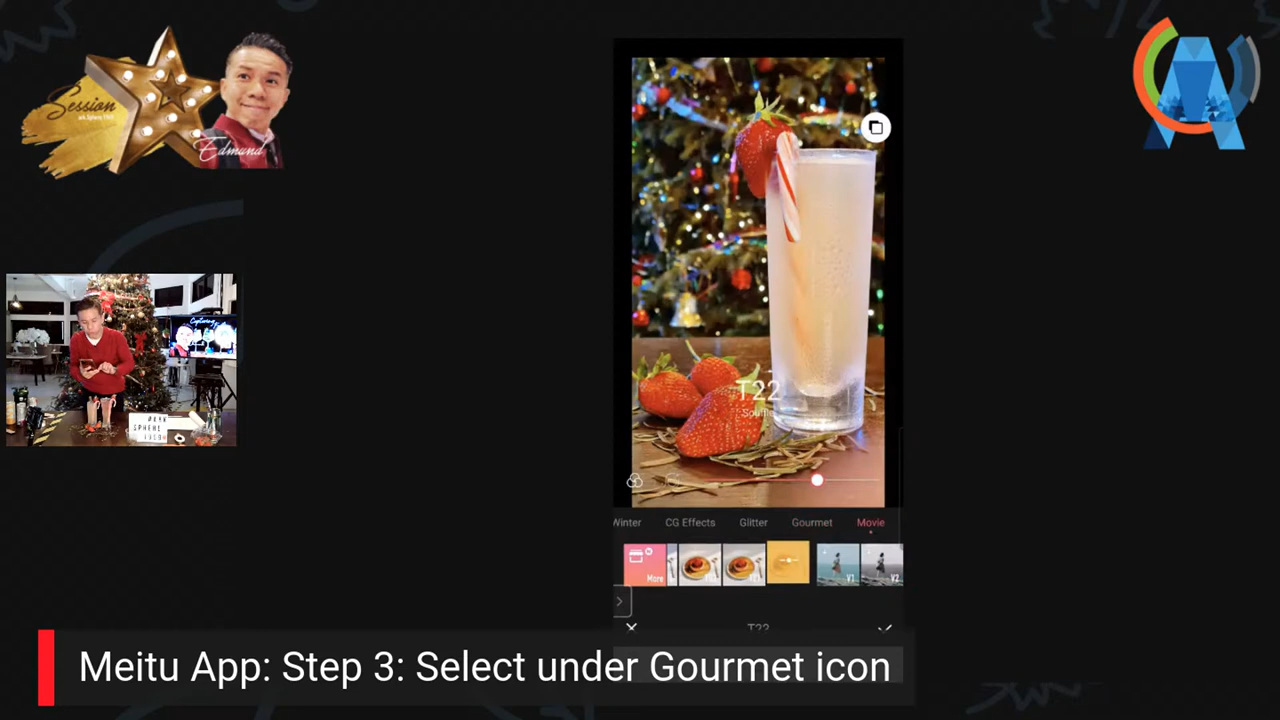 Session
Edmund
T22
Souffle
Winter
CG Effects
Glitter
Gourmet
Movie
More
V1
V2
T22
Meitu App: Step 3: Select under Gourmet icon